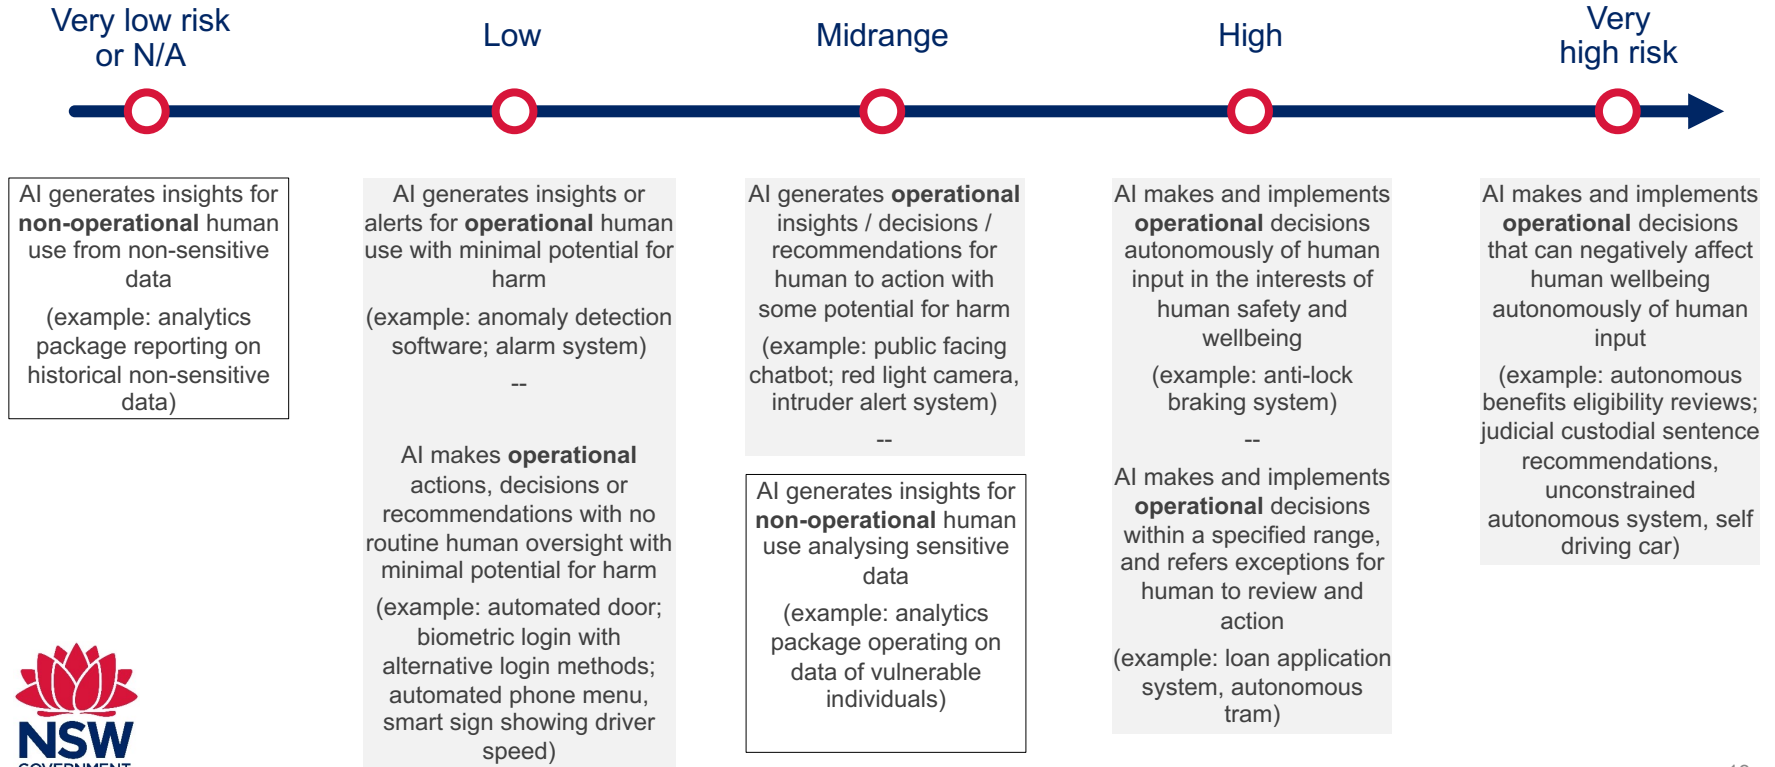 Very low risk
or N/A
Low
Midrange
High
Very
high risk
AI generates insights for
non-operational human
use from non-sensitive
data
(example: analytics
package reporting on
historical non-sensitive
data)
AI generates insights or
alerts for operational human
use with minimal potential for
harm
(example: anomaly detection
software; alarm system)
--
AI makes operational
actions, decisions or
recommendations with no
routine human oversight with
minimal potential for harm
(example: automated door;
biometric login with
alternative login methods;
automated phone menu,
smart sign showing driver
speed)
AI generates operational
insights / decisions /
recommendations for
human to action with
some potential for harm
(example: public facing
chatbot; red light camera,
intruder alert system)
--
AI generates insights for
non-operational human
use analysing sensitive
data
(example: analytics
package operating on
data of vulnerable
individuals)
AI makes and implements
operational decisions
autonomously of human
input in the interests of
human safety and
wellbeing
(example: anti-lock
braking system)
--
AI makes and implements
operational decisions
within a specified range,
and refers exceptions for
human to review and
action
(example: loan application
system, autonomous
tram)
AI makes and implements
operational decisions
that can negatively affect
human wellbeing
autonomously of human
input
(example: autonomous
benefits eligibility reviews;
judicial custodial sentence
recommendations,
unconstrained
autonomous system, self
driving car)
NSW
GOVERNMENT